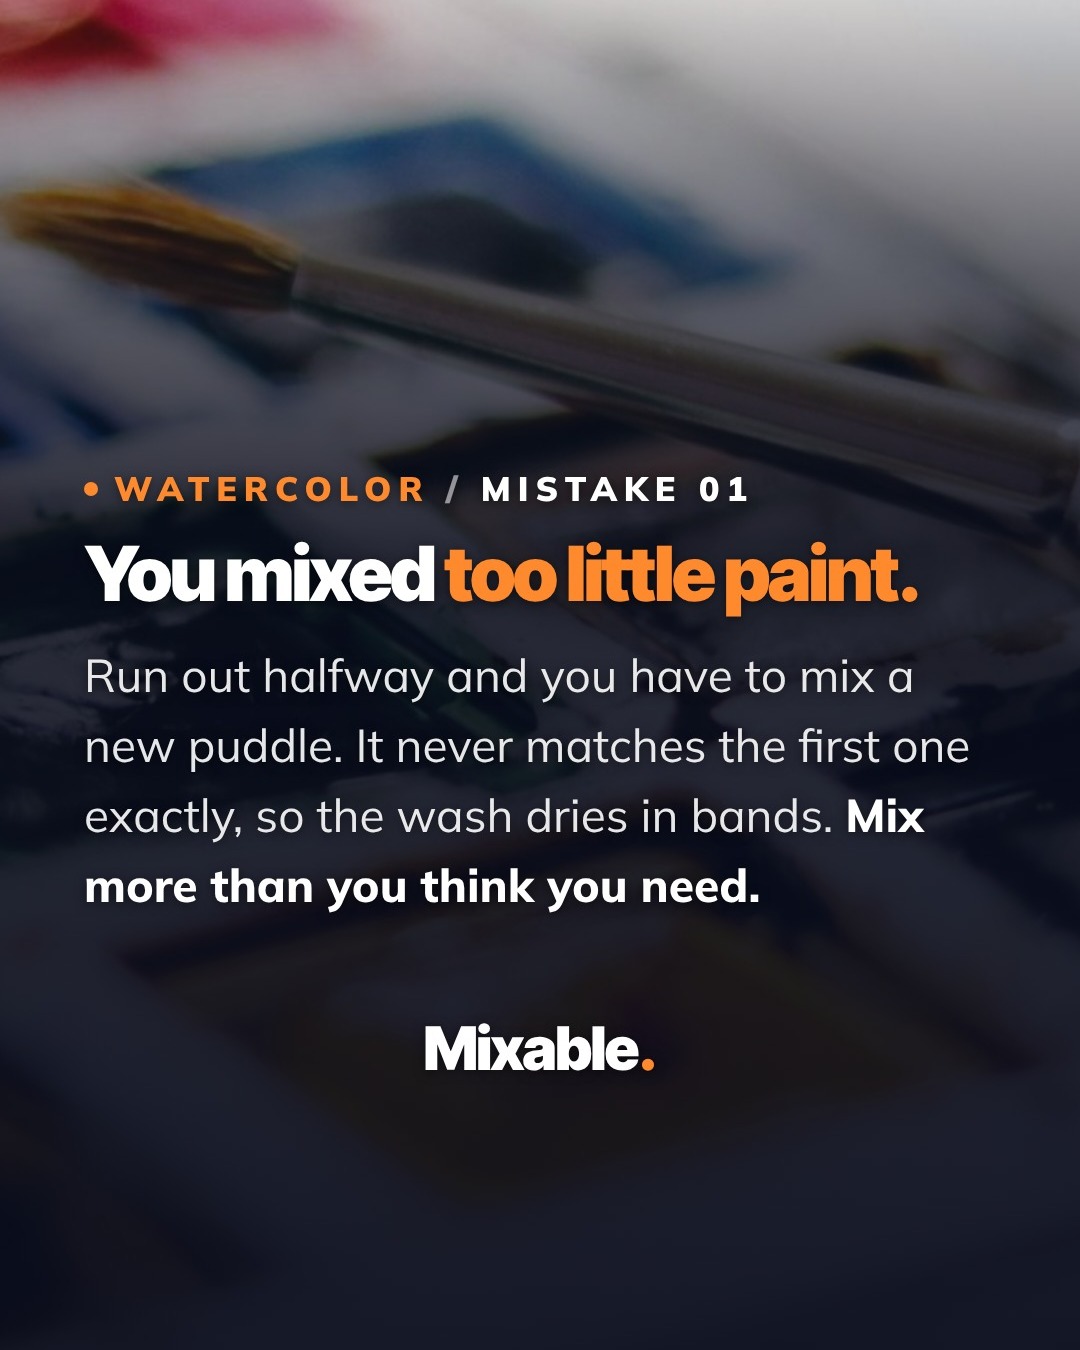 • WATERCOLOR / MISTAKE 01
You mixed too little paint.
Run out halfway and you have to mix a
new puddle. It never matches the first one
exactly, so the wash dries in bands. Mix
more than you think you need.
Mixable.